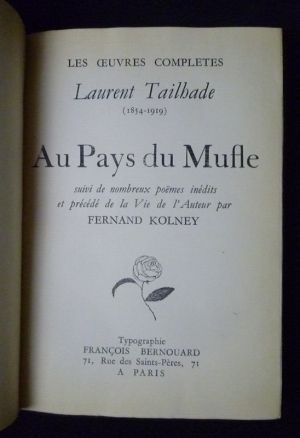 LES ŒUVRES COMPLETES
Laurent Tailhade
(1854-1919)
Au Pays du Mufle
suivi de nombreux poëmes inédits
et précédé de la Vie de l'Auteur par
FERNAND KOLNEY
Typographie
FRANÇOIS BERNOUARD
71, Rue des Saints-Pères, 71
A PARIS